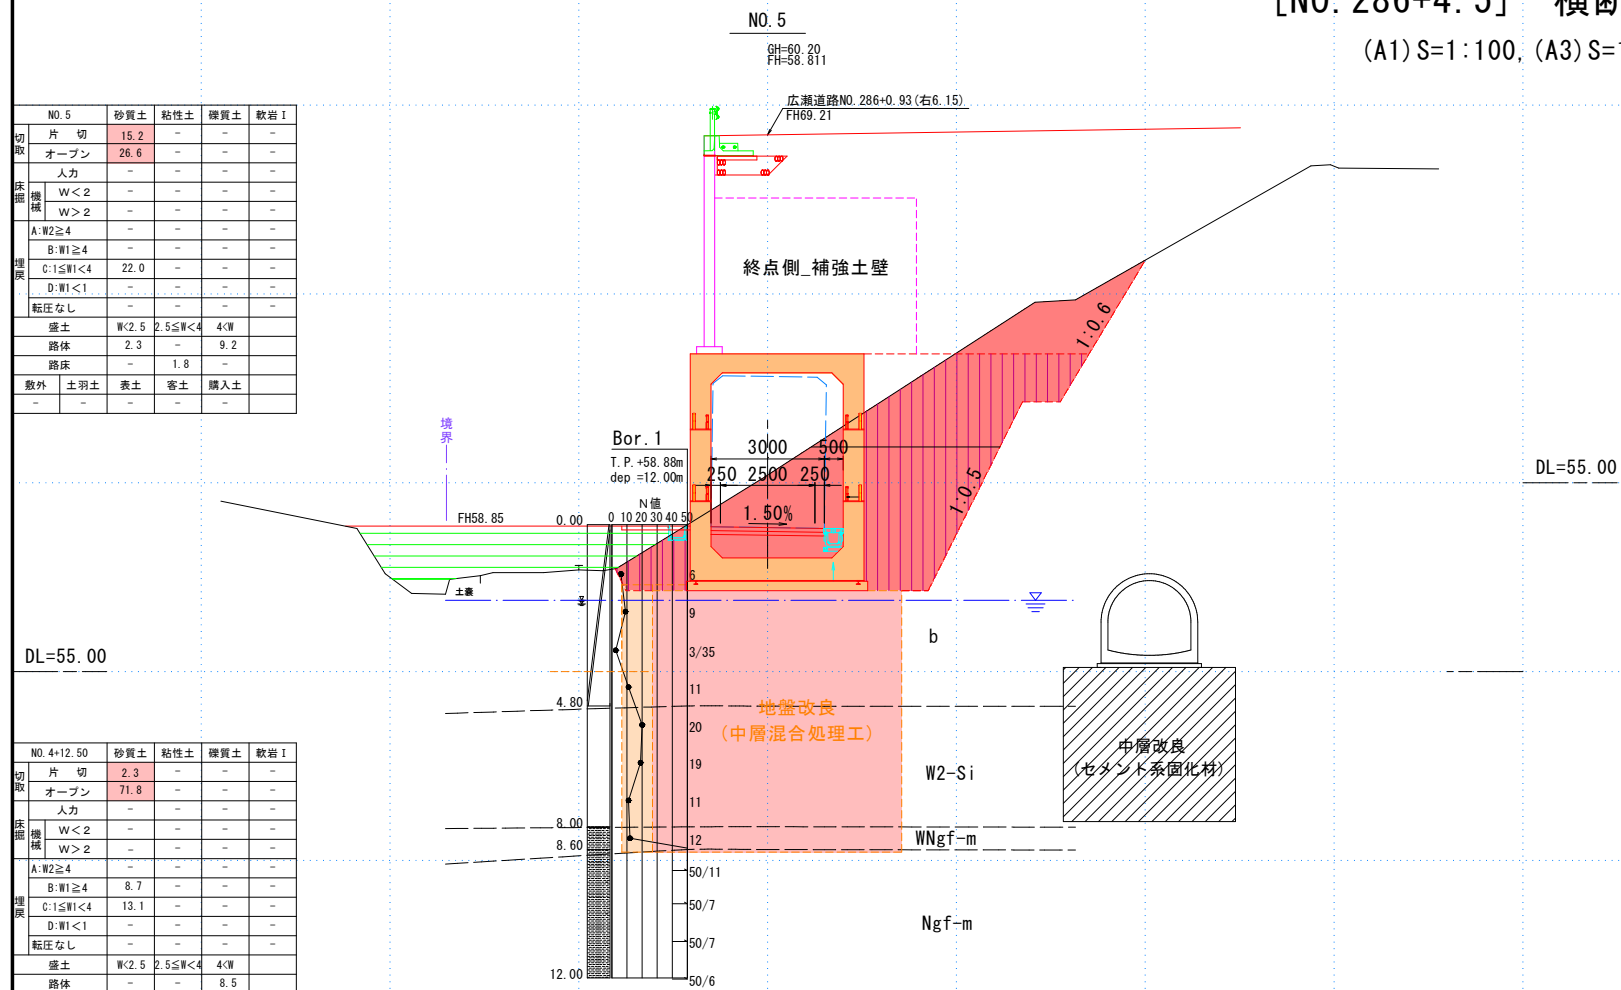 [NO.286+4.5] 横断
(A1)S=1:100,(A3)S=
NO.5
GH=60.20
FH=58.811
広瀬道路NO.286+0.93(右6.15)
FH69.21
NO.5 砂質土 粘性土 礫質土 軟岩Ⅰ
切取 片 切 15.2 - - -
オープン 26.6 - - -
床掘 人力 - - - -
機械 W<2 - - - -
W>2 - - - -
埋戻 A:W2≧4 - - - -
B:W1≧4 - - - -
C:1≦W1<4 22.0 - - -
D:W1<1 - - - -
転圧なし - - - -
盛土 W<2.5 2.5≦W<4 4<W
路体 2.3 - 9.2
路床 - 1.8 -
敷外 土羽土 表土 客土 購入土
- - - - -
終点側_補強土壁
1:0.6
境界
Bor.1
T.P.+58.88m
dep =12.00m
N値
0 10 20 30 40 50
3000 500
250 2500 250
1.50%
1:0.5
DL=55.00
FH58.85
0.00
土嚢
6
9
3/35
11
20
19
11
12
50/11
50/7
50/7
50/6
4.80
8.00
8.60
12.00
DL=55.00
b
地盤改良
(中層混合処理工)
W2-Si
WNgf-m
Ngf-m
中層改良
(セメント系固化材)
NO.4+12.50 砂質土 粘性土 礫質土 軟岩Ⅰ
切取 片 切 2.3 - - -
オープン 71.8 - - -
床掘 人力 - - - -
機械 W<2 - - - -
W>2 - - - -
埋戻 A:W2≧4 - - - -
B:W1≧4 8.7 - - -
C:1≦W1<4 13.1 - - -
D:W1<1 - - - -
転圧なし - - - -
盛土 W<2.5 2.5≦W<4 4<W
路体 - - 8.5